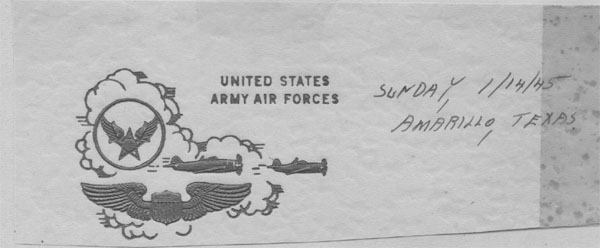 UNITED STATES
ARMY AIR FORCES
SUNDAY, 1/14/45
AMARILLO, TEXAS